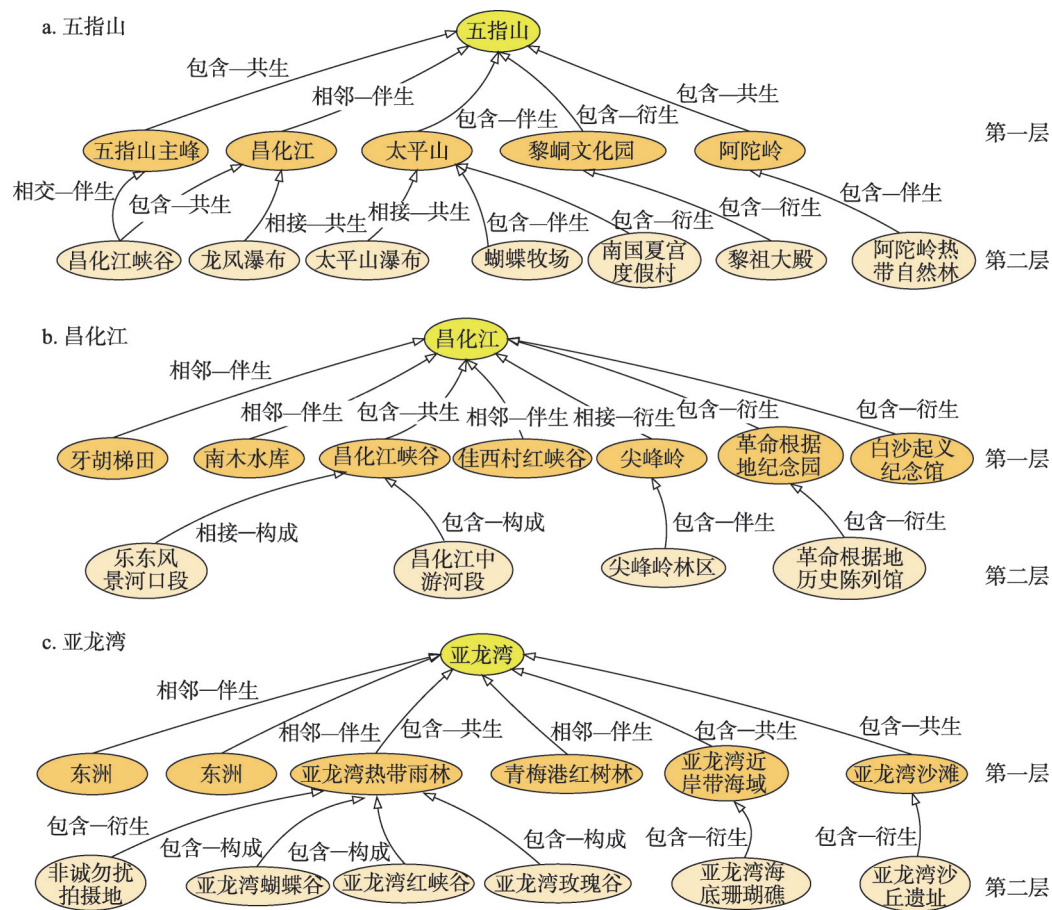 a. 五指山
五指山
包含—共生
相邻—伴生
包含—伴生
包含—衍生
包含—共生
五指山主峰
昌化江
太平山
黎峒文化园
阿陀岭
第一层
相交—伴生
包含—共生
相接—共生
相接—共生
包含—伴生
包含—衍生
包含—衍生
包含—伴生
昌化江峡谷
龙凤瀑布
太平山瀑布
蝴蝶牧场
南国夏宫
度假村
黎祖大殿
阿陀岭热
带自然林
第二层
b. 昌化江
昌化江
相邻—伴生
相邻—伴生
包含—共生
相邻—伴生
相接—衍生
包含—衍生
包含—衍生
牙胡梯田
南木水库
昌化江峡谷
佳西村红峡谷
尖峰岭
革命根据
地纪念园
白沙起义
纪念馆
第一层
相接—构成
包含—构成
包含—伴生
包含—衍生
乐东风
景河口段
昌化江中
游河段
尖峰岭林区
革命根据地
历史陈列馆
第二层
c. 亚龙湾
亚龙湾
相邻—伴生
相邻—伴生
包含—共生
相邻—伴生
包含—共生
包含—共生
东洲
东洲
亚龙湾热带雨林
青梅港红树林
亚龙湾近
岸带海域
亚龙湾沙滩
第一层
包含—衍生
包含—构成
包含—构成
包含—构成
包含—衍生
包含—衍生
非诚勿扰
拍摄地
亚龙湾蝴蝶谷
亚龙湾红峡谷
亚龙湾玫瑰谷
亚龙湾海
底珊瑚礁
亚龙湾沙
丘遗址
第二层